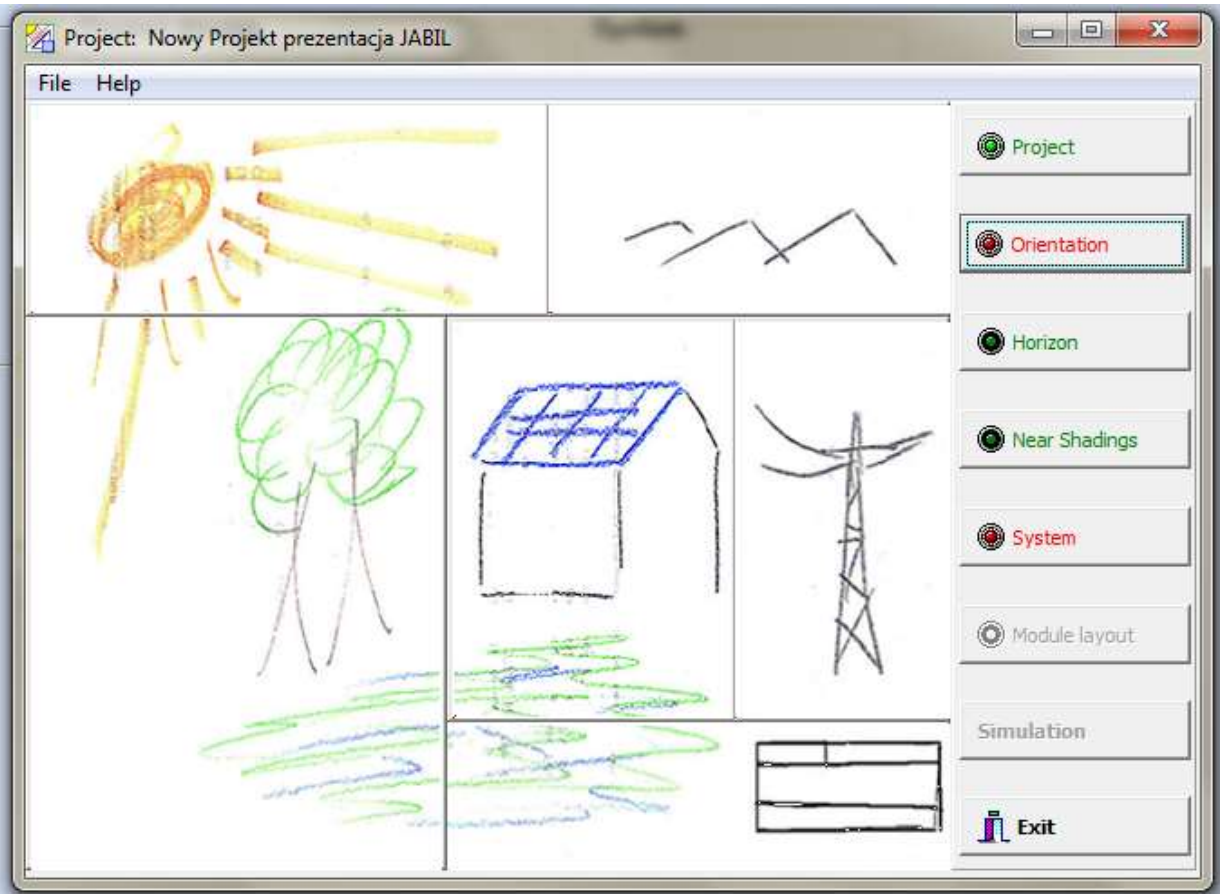 Project: Nowy Projekt prezentacja JABIL
File Help
Project
Orientation
Horizon
Near Shadings
System
Module layout
Simulation
Exit